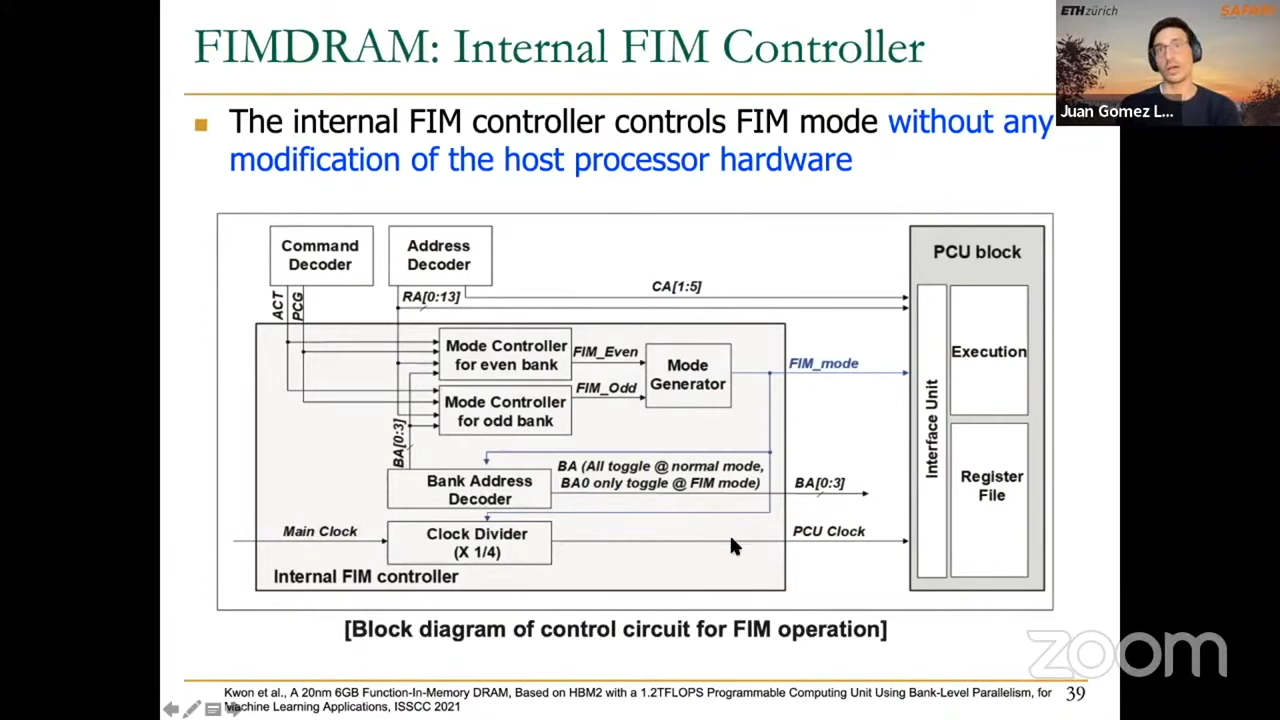 FIMDRAM: Internal FIM Controller
ETH zürich
SAFARI
Juan Gomez L...
The internal FIM controller controls FIM mode without any
modification of the host processor hardware
Command
Decoder
Address
Decoder
PCU block
ACT
PCG
RA[0:13]
CA[1:5]
Mode Controller
for even bank
FIM_Even
Mode
Generator
FIM_mode
Mode Controller
for odd bank
FIM_Odd
Interface Unit
Execution
Register
File
BA[0:3]
Bank Address
Decoder
BA (All toggle @ normal mode,
BA0 only toggle @ FIM mode)
BA[0:3]
Main Clock
Clock Divider
(X 1/4)
PCU Clock
Internal FIM controller
[Block diagram of control circuit for FIM operation]
zoom
Kwon et al., A 20nm 6GB Function-In-Memory DRAM, Based on HBM2 with a 1.2TFLOPS Programmable Computing Unit Using Bank-Level Parallelism, for
Machine Learning Applications, ISSCC 2021
39